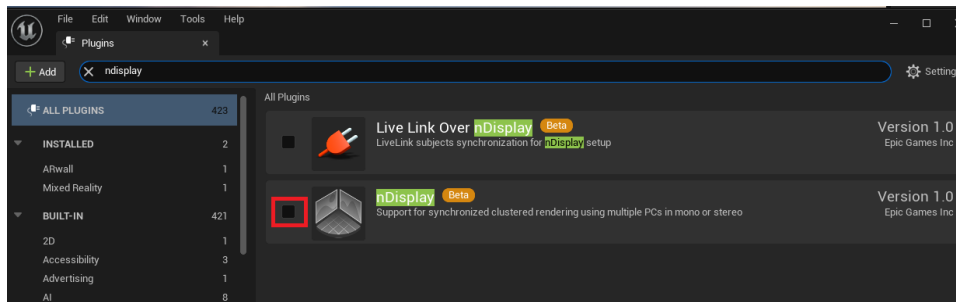 File Edit Window Tools Help
Plugins
Add ndisplay Setting
ALL PLUGINS 423
INSTALLED 2
ARwall 1
Mixed Reality 1
BUILT-IN 421
2D 1
Accessibility 3
Advertising 1
AI 8
All Plugins
Live Link Over nDisplay Beta Version 1.0
LiveLink subjects synchronization for nDisplay setup Epic Games Inc
nDisplay Beta Version 1.0
Support for synchronized clustered rendering using multiple PCs in mono or stereo Epic Games Inc